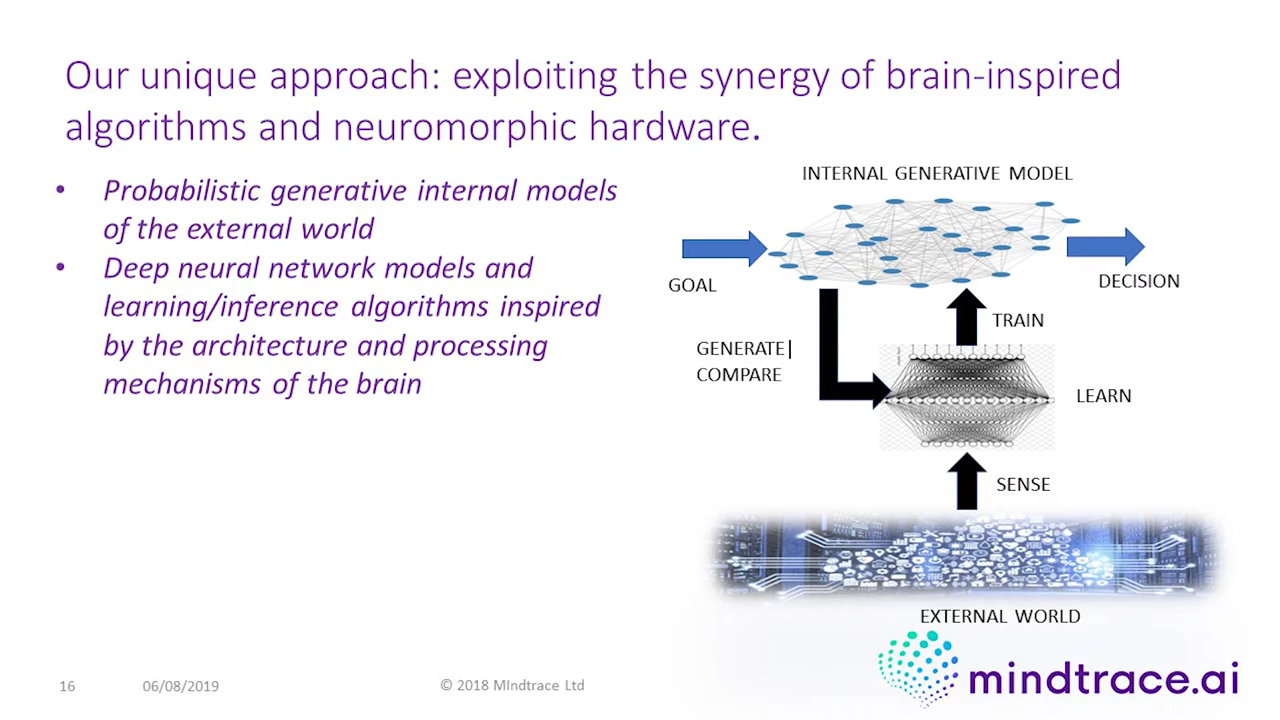 Our unique approach: exploiting the synergy of brain-inspired
algorithms and neuromorphic hardware.
• Probabilistic generative internal models
of the external world
• Deep neural network models and
learning/inference algorithms inspired
by the architecture and processing
mechanisms of the brain
INTERNAL GENERATIVE MODEL
GOAL
DECISION
TRAIN
GENERATE|
COMPARE
LEARN
SENSE
EXTERNAL WORLD
16
06/08/2019
© 2018 MIndtrace Ltd
mindtrace.ai